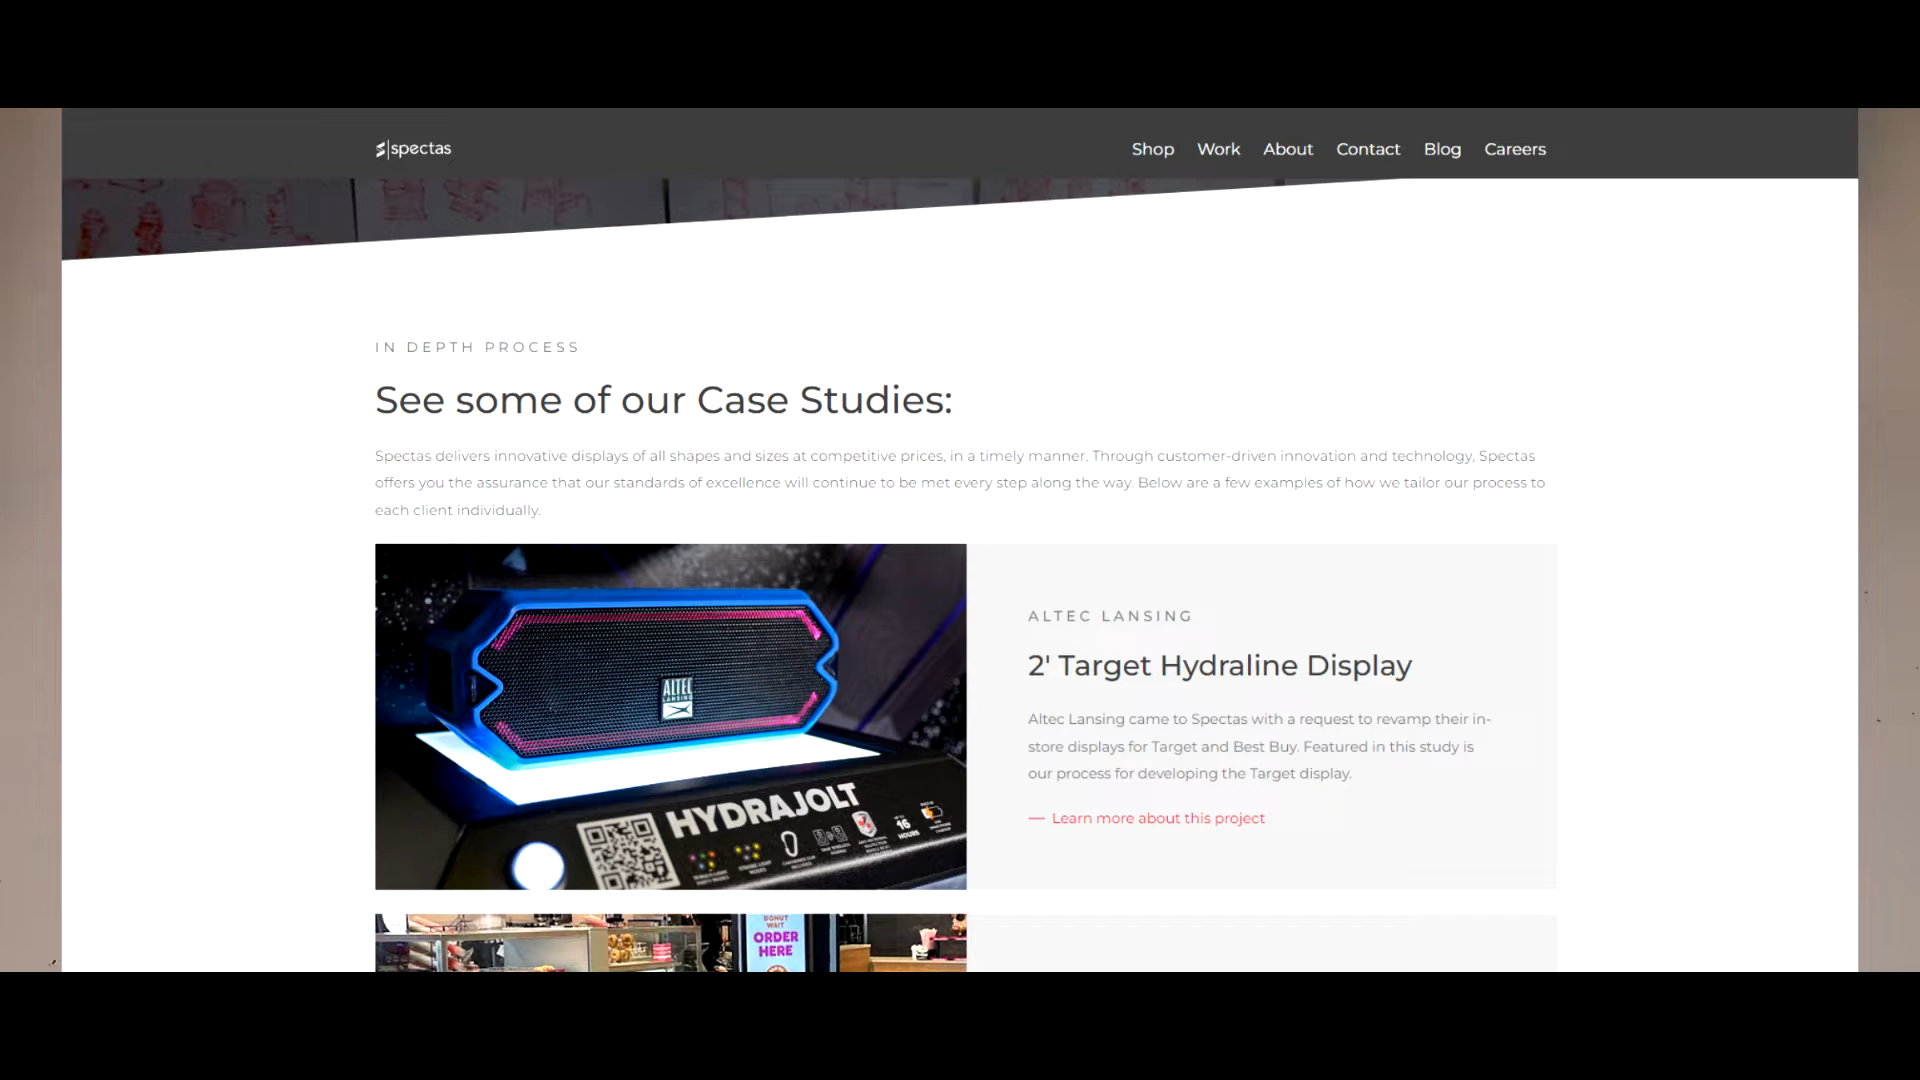 spectas
Shop Work About Contact Blog Careers
IN DEPTH PROCESS
See some of our Case Studies:
Spectas delivers innovative displays of all shapes and sizes at competitive prices, in a timely manner. Through customer-driven innovation and technology, Spectas
offers you the assurance that our standards of excellence will continue to be met every step along the way. Below are a few examples of how we tailor our process to
each client individually.
ALTEC
LANSING
HYDRAJOLT
16
HOURS
ALTEC LANSING
2' Target Hydraline Display
Altec Lansing came to Spectas with a request to revamp their in-
store displays for Target and Best Buy. Featured in this study is
our process for developing the Target display.
— Learn more about this project
DONUT
WAIT
ORDER
HERE